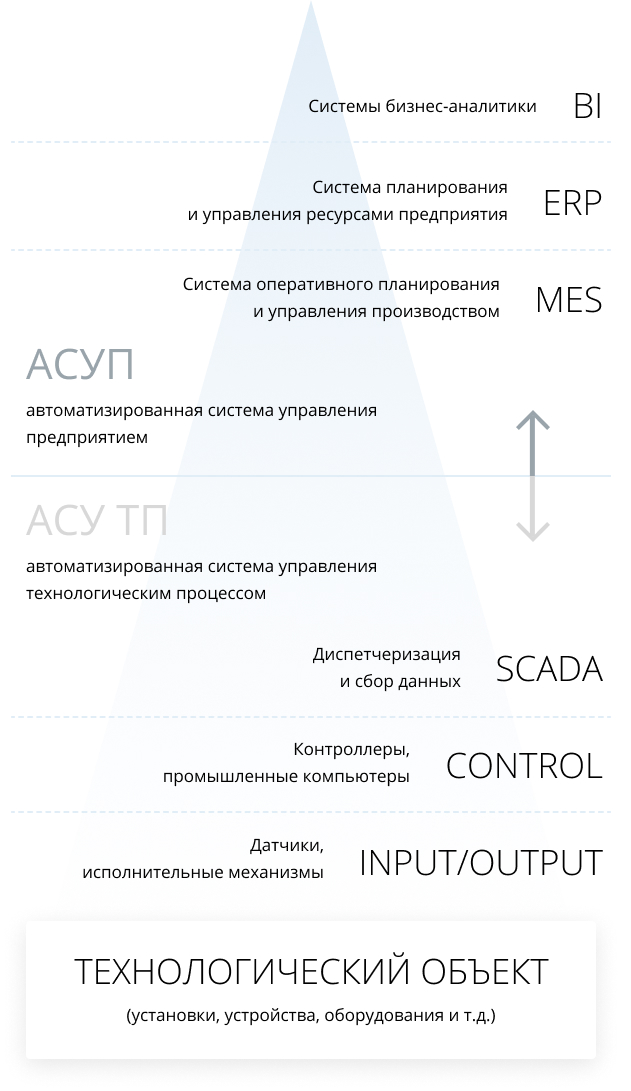 Системы бизнес-аналитики BI
Система планирования
и управления ресурсами предприятия
ERP
Система оперативного планирования
и управления производством
MES
АСУП
автоматизированная система управления
предприятием
АСУ ТП
автоматизированная система управления
технологическим процессом
Диспетчеризация
и сбор данных
SCADA
Контроллеры,
промышленные компьютеры
CONTROL
Датчики,
исполнительные механизмы
INPUT/OUTPUT
ТЕХНОЛОГИЧЕСКИЙ ОБЪЕКТ
(установки, устройства, оборудования и т.д.)